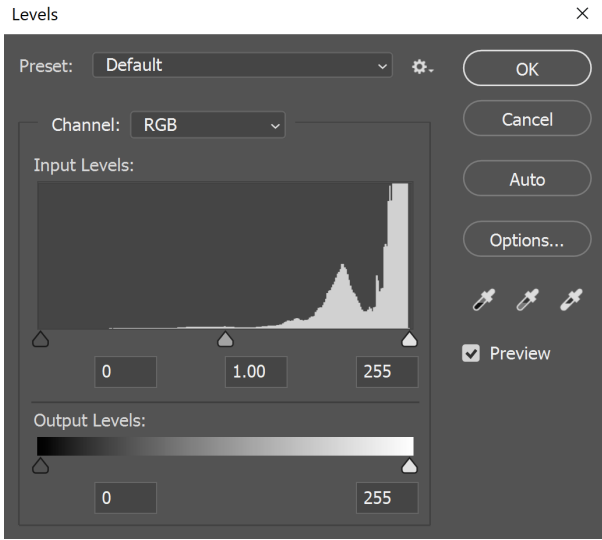 Levels
Preset: Default
OK
Channel: RGB
Cancel
Input Levels:
Auto
Options...
0 1.00 255
Preview
Output Levels:
0 255